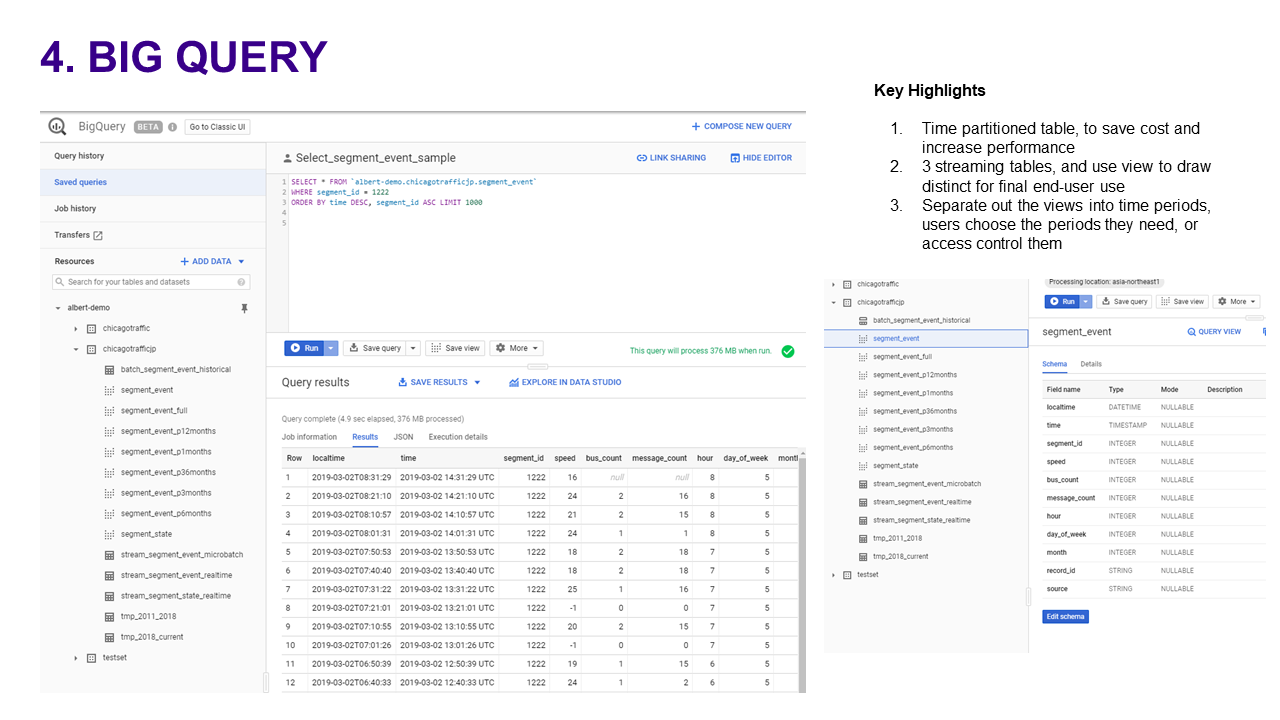 4. BIG QUERY
Key Highlights
1. Time partitioned table, to save cost and
increase performance
2. 3 streaming tables, and use view to draw
distinct for final end-user use
3. Separate out the views into time periods,
users choose the periods they need, or
access control them
BigQuery BETA Go to Classic UI
COMPOSE NEW QUERY
Query history
Saved queries
Job history
Transfers
Resources
ADD DATA
Search for your tables and datasets
albert-demo
chicagotraffic
chicagotrafficjp
batch_segment_event_historical
segment_event
segment_event_full
segment_event_p12months
segment_event_p1months
segment_event_p36months
segment_event_p3months
segment_event_p6months
segment_state
stream_segment_event_microbatch
stream_segment_event_realtime
stream_segment_state_realtime
tmp_2011_2018
tmp_2018_current
testset
Select_segment_event_sample
LINK SHARING
HIDE EDITOR
1 SELECT * FROM `albert-demo.chicagotrafficjp.segment_event`
2 WHERE segment_id = 1222
3 ORDER BY time DESC, segment_id ASC LIMIT 1000
4
5
Run
Save query
Save view
More
This query will process 376 MB when run.
Query results
SAVE RESULTS
EXPLORE IN DATA STUDIO
Query complete (4.9 sec elapsed, 376 MB processed)
Job information Results JSON Execution details
Row localtime time segment_id speed bus_count message_count hour day_of_week month
1 2019-03-02T08:31:29 2019-03-02 14:31:29 UTC 1222 16 null null 8 5
2 2019-03-02T08:21:10 2019-03-02 14:21:10 UTC 1222 24 2 16 8 5
3 2019-03-02T08:10:57 2019-03-02 14:10:57 UTC 1222 21 2 15 8 5
4 2019-03-02T08:01:31 2019-03-02 14:01:31 UTC 1222 24 1 1 8 5
5 2019-03-02T07:50:53 2019-03-02 13:50:53 UTC 1222 18 2 18 7 5
6 2019-03-02T07:40:40 2019-03-02 13:40:40 UTC 1222 18 2 18 7 5
7 2019-03-02T07:31:22 2019-03-02 13:31:22 UTC 1222 25 1 16 7 5
8 2019-03-02T07:21:01 2019-03-02 13:21:01 UTC 1222 -1 0 0 7 5
9 2019-03-02T07:10:55 2019-03-02 13:10:55 UTC 1222 20 2 15 7 5
10 2019-03-02T07:01:26 2019-03-02 13:01:26 UTC 1222 -1 0 0 7 5
11 2019-03-02T06:50:39 2019-03-02 12:50:39 UTC 1222 19 1 15 6 5
12 2019-03-02T06:40:33 2019-03-02 12:40:33 UTC 1222 24 1 2 6 5
chicagotraffic
chicagotrafficjp
batch_segment_event_historical
segment_event
segment_event_full
segment_event_p12months
segment_event_p1months
segment_event_p36months
segment_event_p3months
segment_event_p6months
segment_state
stream_segment_event_microbatch
stream_segment_event_realtime
stream_segment_state_realtime
tmp_2011_2018
tmp_2018_current
testset
Processing location: asia-northeast1
Run
Save query
Save view
More
segment_event
QUERY VIEW
Schema Details
Field name Type Mode Description
localtime DATETIME NULLABLE
time TIMESTAMP NULLABLE
segment_id INTEGER NULLABLE
speed INTEGER NULLABLE
bus_count INTEGER NULLABLE
message_count INTEGER NULLABLE
hour INTEGER NULLABLE
day_of_week INTEGER NULLABLE
month INTEGER NULLABLE
record_id STRING NULLABLE
source STRING NULLABLE
Edit schema